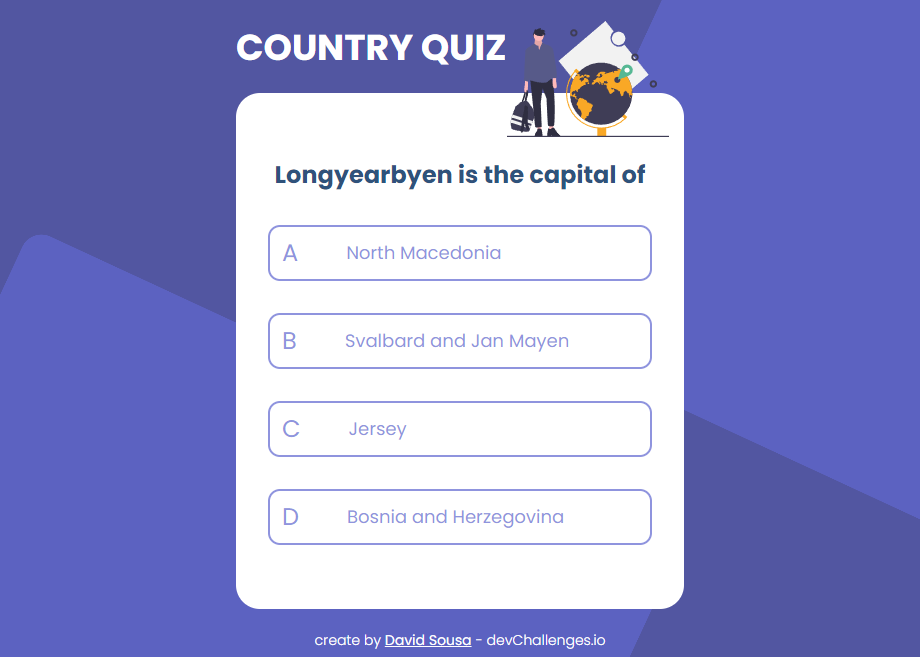 COUNTRY QUIZ
Longyearbyen is the capital of
A North Macedonia
B Svalbard and Jan Mayen
C Jersey
D Bosnia and Herzegovina
create by David Sousa - devChallenges.io